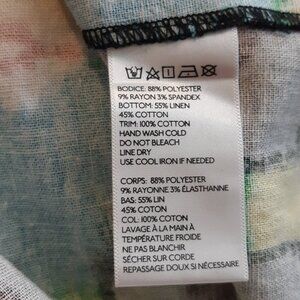 BODICE: 88% POLYESTER
9% RAYON 3% SPANDEX
BOTTOM: 55% LINEN
45% COTTON
TRIM: 100% COTTON
HAND WASH COLD
DO NOT BLEACH
LINE DRY
USE COOL IRON IF NEEDED
CORPS: 88% POLYESTER
9% RAYONNE 3% ÉLASTHANNE
BAS: 55% LIN
45% COTON
COL: 100% COTON
LAVAGE À LA MAIN À
TEMPÉRATURE FROIDE
NE PAS BLANCHIR
SÉCHER SUR CORDE
REPASSAGE DOUX SI NÉCESSAIRE